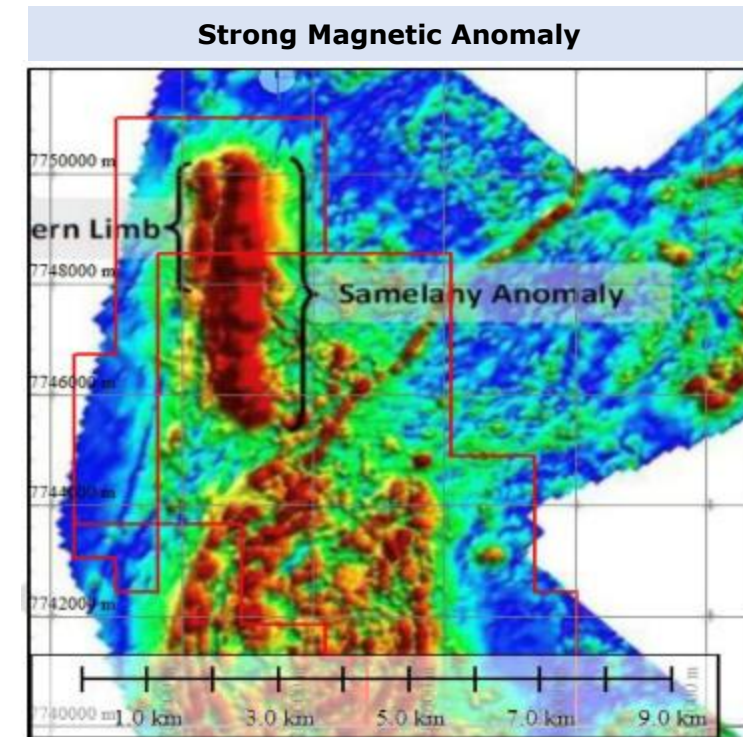 Strong Magnetic Anomaly
7750000 m
ern Limb
7748000 m
Samelahy Anomaly
7746000 m
7744000 m
7742000 m
7740000 m
1.0 km 3.0 km 5.0 km 7.0 km 9.0 km